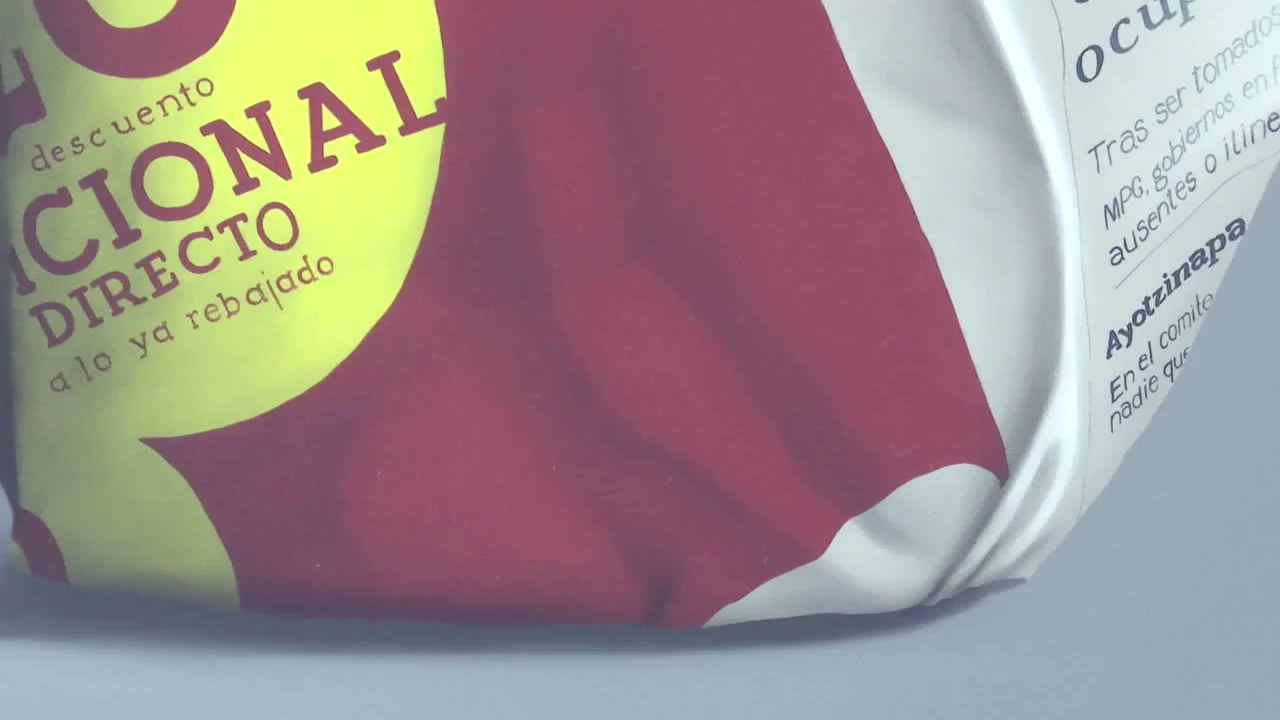 descuento
CIONAL
DIRECTO
a lo ya rebajado
ocup
Tras ser tomados
MPG, gobiernos en f
ausentes o itine
Ayotzinapa
En el comite
nadie que